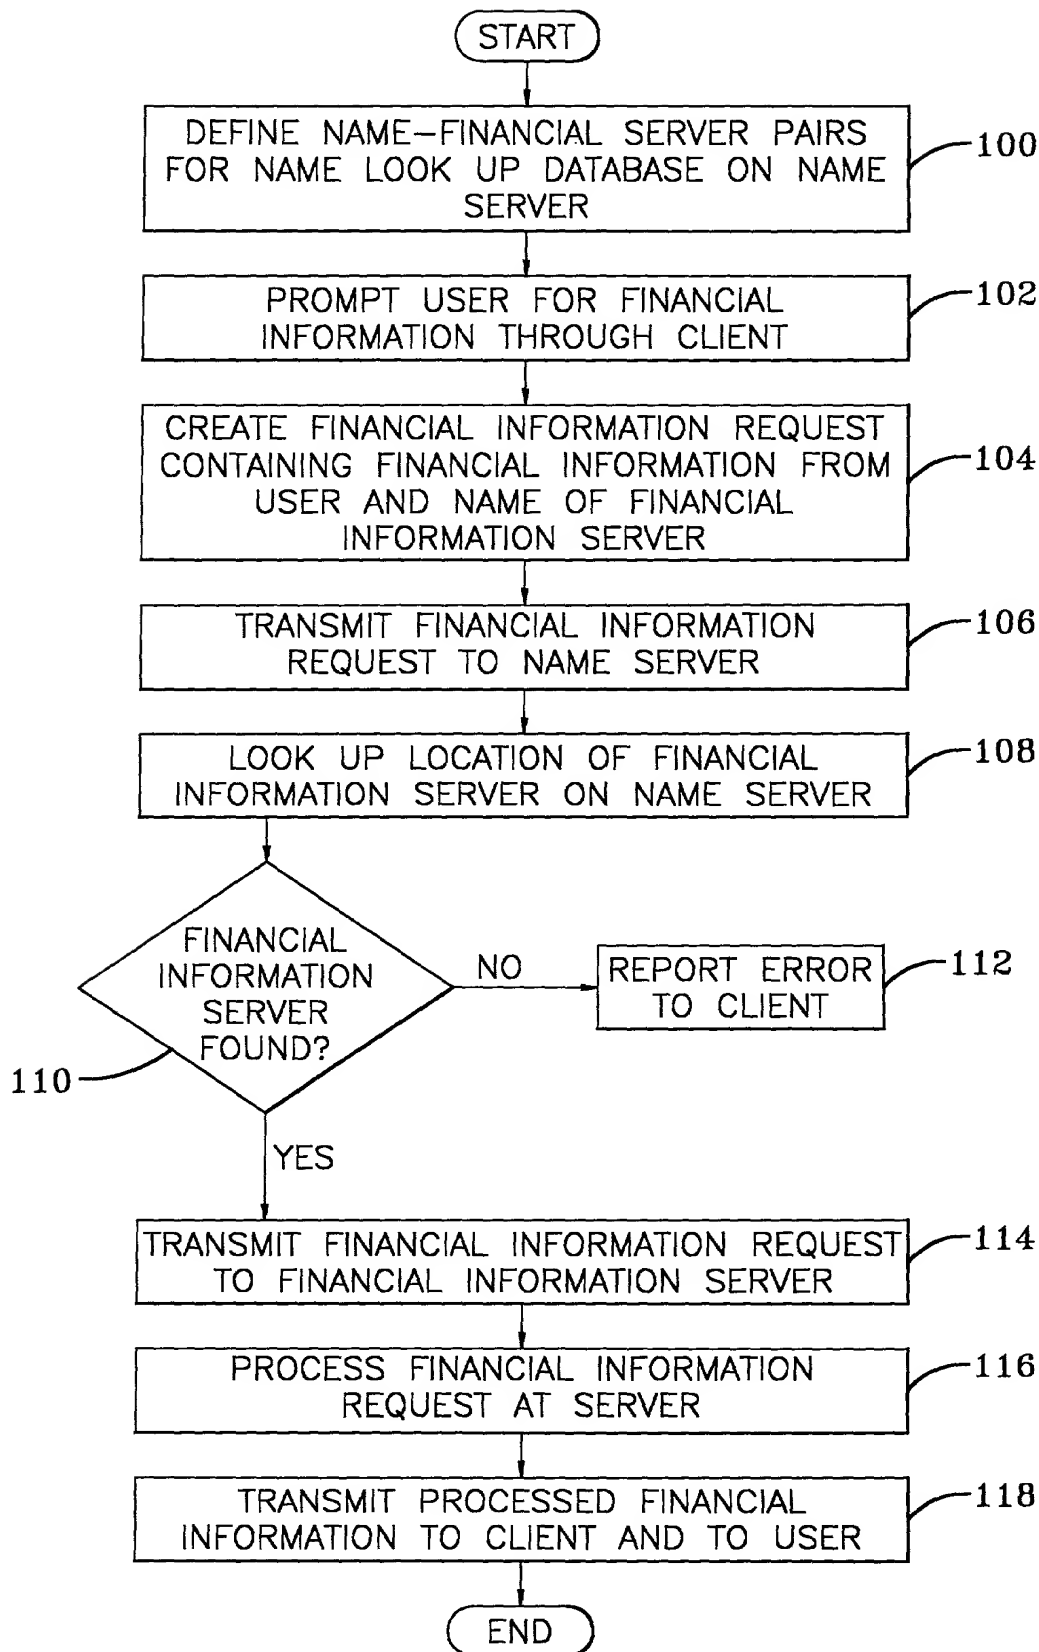 START
DEFINE NAME-FINANCIAL SERVER PAIRS
FOR NAME LOOK UP DATABASE ON NAME
SERVER
100
PROMPT USER FOR FINANCIAL
INFORMATION THROUGH CLIENT
102
CREATE FINANCIAL INFORMATION REQUEST
CONTAINING FINANCIAL INFORMATION FROM
USER AND NAME OF FINANCIAL
INFORMATION SERVER
104
TRANSMIT FINANCIAL INFORMATION
REQUEST TO NAME SERVER
106
LOOK UP LOCATION OF FINANCIAL
INFORMATION SERVER ON NAME SERVER
108
FINANCIAL
INFORMATION
SERVER
FOUND?
110
NO
REPORT ERROR
TO CLIENT
112
YES
TRANSMIT FINANCIAL INFORMATION REQUEST
TO FINANCIAL INFORMATION SERVER
114
PROCESS FINANCIAL INFORMATION
REQUEST AT SERVER
116
TRANSMIT PROCESSED FINANCIAL
INFORMATION TO CLIENT AND TO USER
118
END